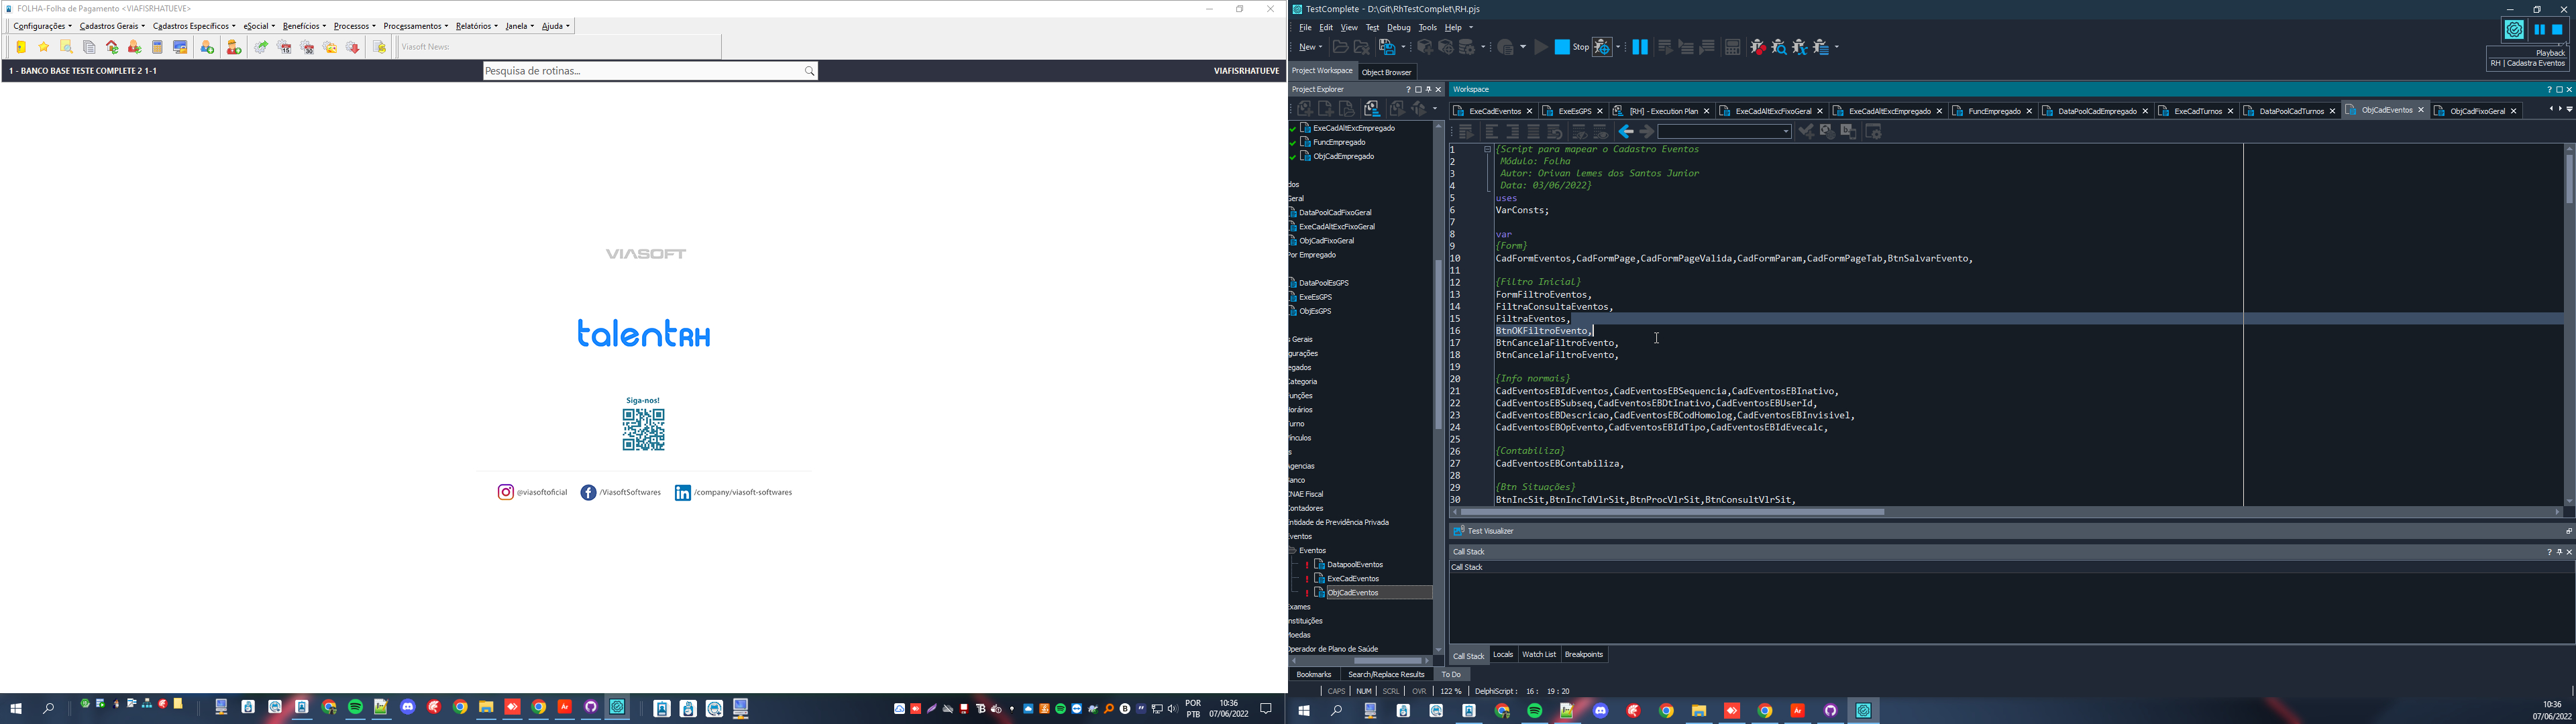 FOLHA-Folha de Pagamento <VIAFISRHATUEVE>
Configurações Cadastros Gerais Cadastros Específicos eSocial Benefícios Processos Processamentos Relatórios Janela Ajuda
Viasoft News:
1 - BANCO BASE TESTE COMPLETE 2 1-1
Pesquisa de rotinas...
VIAFISRHATUEVE
VIASOFT
talentRH
Siga-nos!
@viasoftoficial
/ViasoftSoftwares
/company/viasoft-softwares
POR
PTB
10:36
07/06/2022
TestComplete - D:\Git\RhTestComplet\RH.pjs
File Edit View Test Debug Tools Help
New
Stop
Playback
RH | Cadastra Eventos
Project Workspace
Object Browser
Project Explorer
ExeCadAltExcEmpregado
FuncEmpregado
ObjCadEmpregado
dos
Geral
DataPoolCadFixoGeral
ExeCadAltExcFixoGeral
ObjCadFixoGeral
Por Empregado
DataPoolEsGPS
ExeEsGPS
ObjEsGPS
s Gerais
gurações
egados
Categoria
unções
orários
urno
ínculos
s
Agencias
anco
CNAE Fiscal
Contadores
ntidade de Previdência Privada
ventos
Eventos
DatapoolEventos
ExeCadEventos
ObjCadEventos
xames
nstituições
Moedas
Operador de Plano de Saúde
Bookmarks
Search/Replace Results
To Do
Workspace
ExeCadEventos
ExeEsGPS
[RH] - Execution Plan
ExeCadAltExcFixoGeral
ExeCadAltExcEmpregado
FuncEmpregado
DataPoolCadEmpregado
ExeCadTurnos
DataPoolCadTurnos
ObjCadEventos
ObjCadFixoGeral
1 {Script para mapear o Cadastro Eventos
2 Módulo: Folha
3 Autor: Orivan lemes dos Santos Junior
4 Data: 03/06/2022}
5 uses
6 VarConsts;
7
8 var
9 {Form}
10 CadFormEventos,CadFormPage,CadFormPageValida,CadFormParam,CadFormPageTab,BtnSalvarEvento,
11
12 {Filtro Inicial}
13 FormFiltroEventos,
14 FiltraConsultaEventos,
15 FiltraEventos,
16 BtnOKFiltroEvento,
17 BtnCancelaFiltroEvento,
18 BtnCancelaFiltroEvento,
19
20 {Info normais}
21 CadEventosEBIdEventos,CadEventosEBSequencia,CadEventosEBInativo,
22 CadEventosEBSubseq,CadEventosEBDtInativo,CadEventosEBUserId,
23 CadEventosEBDescricao,CadEventosEBCodHomolog,CadEventosEBInvisivel,
24 CadEventosEBOpEvento,CadEventosEBIdTipo,CadEventosEBIdEvecalc,
25
26 {Contabiliza}
27 CadEventosEBContabiliza,
28
29 {Btn Situações}
30 BtnIncSit,BtnIncTdVlrSit,BtnProcVlrSit,BtnConsultVlrSit,
Test Visualizer
Call Stack
Call Stack
Call Stack Locals Watch List Breakpoints
CAPS NUM SCRL OVR 122 % DelphiScript : 16 : 19 : 20
10:36
07/06/2022